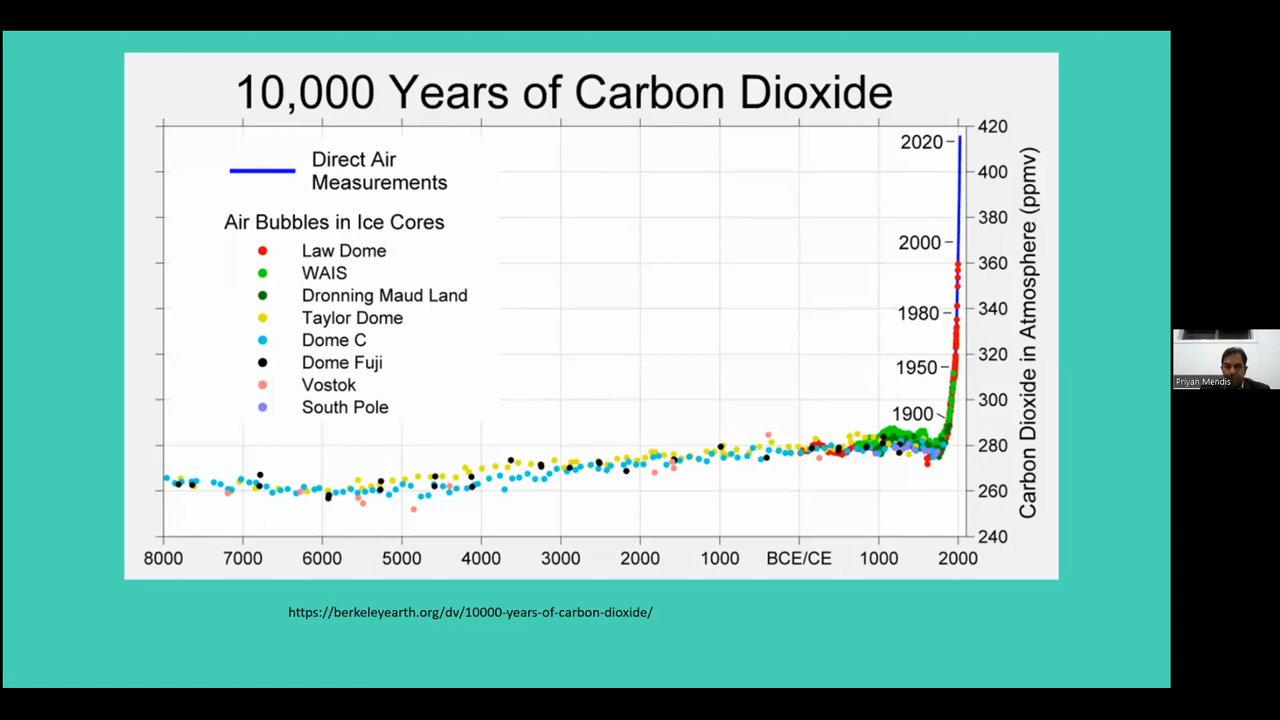 10,000 Years of Carbon Dioxide
Direct Air
Measurements
Air Bubbles in Ice Cores
Law Dome
WAIS
Dronning Maud Land
Taylor Dome
Dome C
Dome Fuji
Vostok
South Pole
2020
2000
1980
1950
1900
420
400
380
360
340
320
300
280
260
240
Carbon Dioxide in Atmosphere (ppmv)
8000 7000 6000 5000 4000 3000 2000 1000 BCE/CE 1000 2000
https://berkeleyearth.org/dv/10000-years-of-carbon-dioxide/
Priyan Mendis